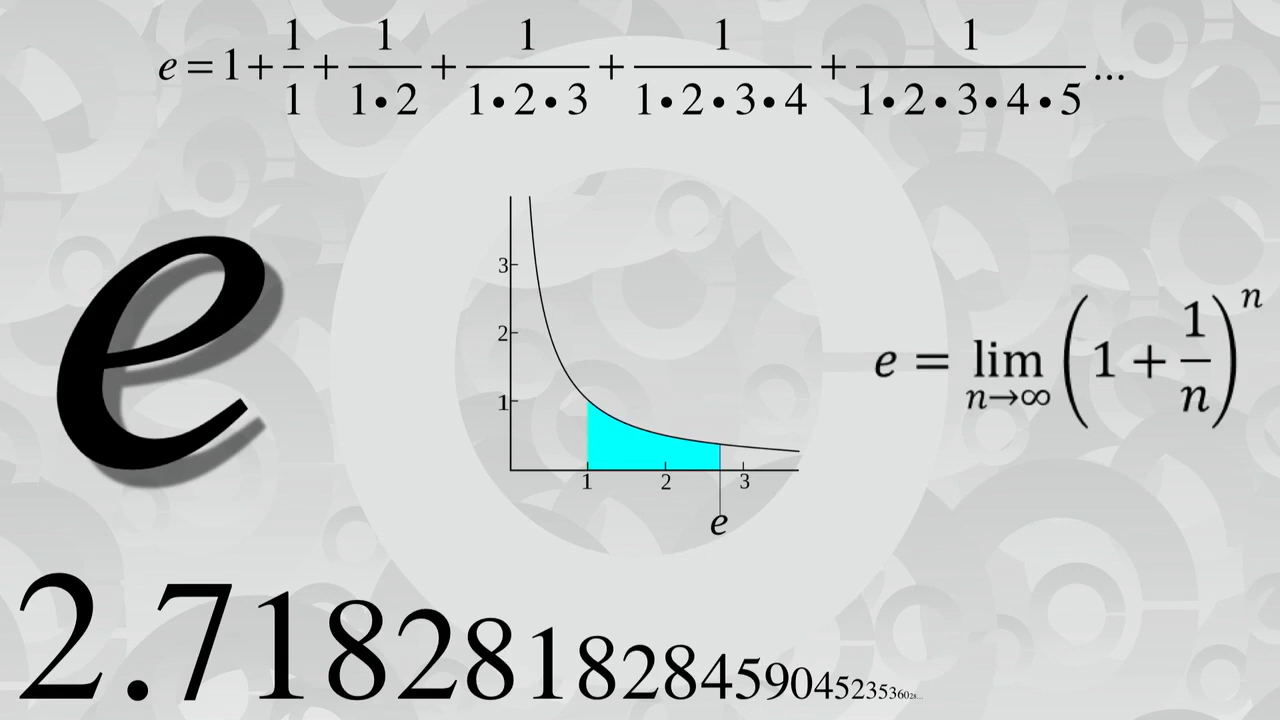 e = 1 + 1/1 + 1/(1•2) + 1/(1•2•3) + 1/(1•2•3•4) + 1/(1•2•3•4•5) ...
e
3
2
1
1 2 3
e
e = lim n→∞ (1 + 1/n)^n
2.71828182845904523536028...